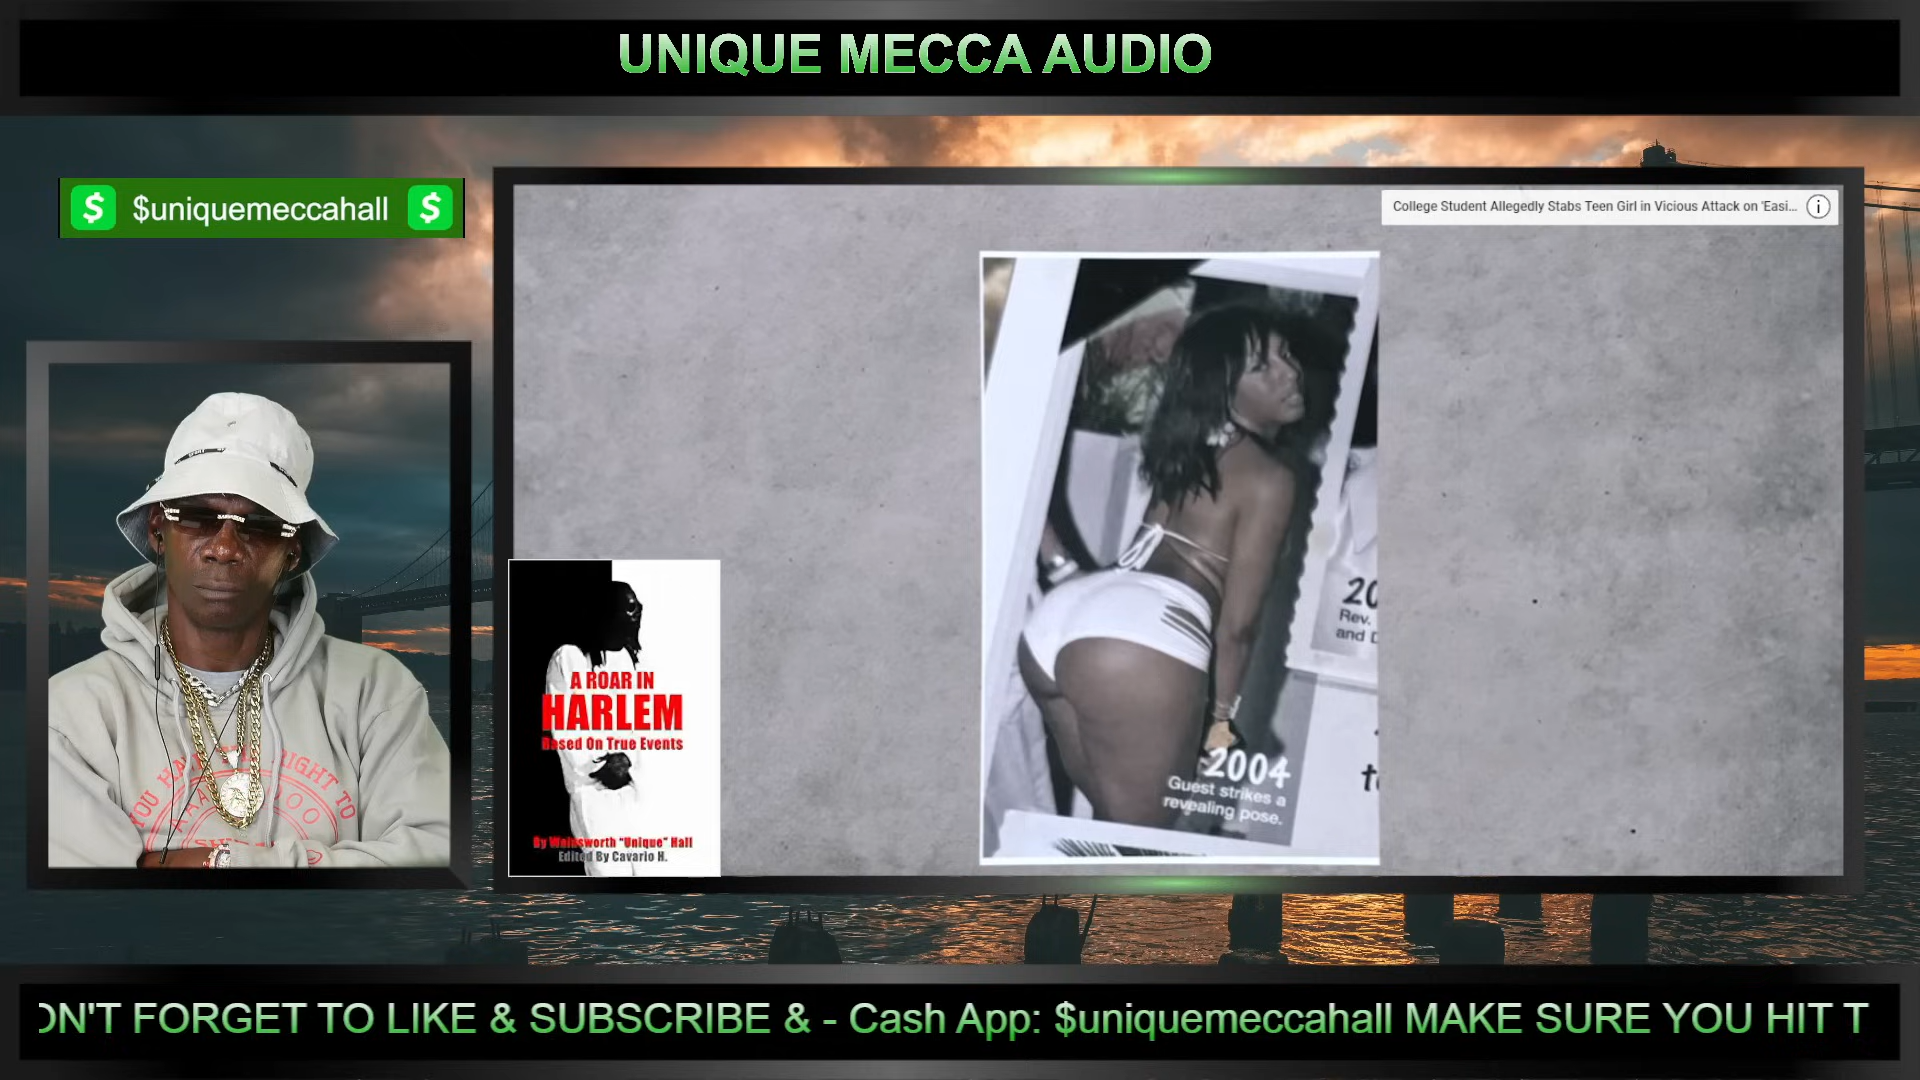 UNIQUE MECCA AUDIO
$uniquemeccahall
College Student Allegedly Stabs Teen Girl in Vicious Attack on 'Easi...
20
Rev.
and D
2004
Guest strikes a
revealing pose.
A ROAR IN
HARLEM
Based On True Events
By Wainsworth "Unique" Hall
Edited By Cavario H.
ON'T FORGET TO LIKE & SUBSCRIBE & - Cash App: $uniquemeccahall MAKE SURE YOU HIT T